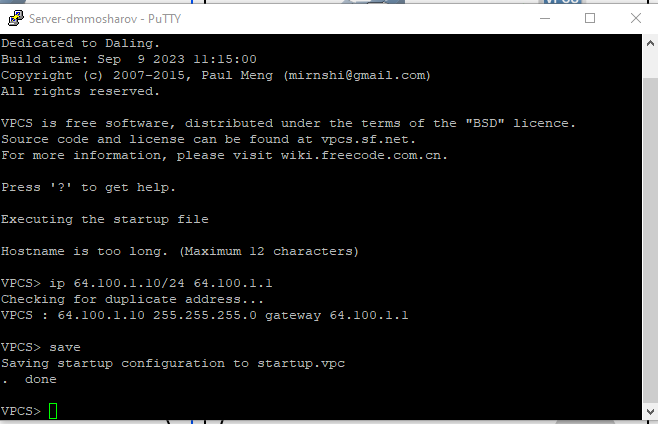 VPCS
Server-dmmosharov - PuTTY
Dedicated to Daling.
Build time: Sep  9 2023 11:15:00
Copyright (c) 2007-2015, Paul Meng (mirnshi@gmail.com)
All rights reserved.
VPCS is free software, distributed under the terms of the "BSD" licence.
Source code and license can be found at vpcs.sf.net.
For more information, please visit wiki.freecode.com.cn.
Press '?' to get help.
Executing the startup file
Hostname is too long. (Maximum 12 characters)
VPCS> ip 64.100.1.10/24 64.100.1.1
Checking for duplicate address...
VPCS : 64.100.1.10 255.255.255.0 gateway 64.100.1.1
VPCS> save
Saving startup configuration to startup.vpc
.  done
VPCS>